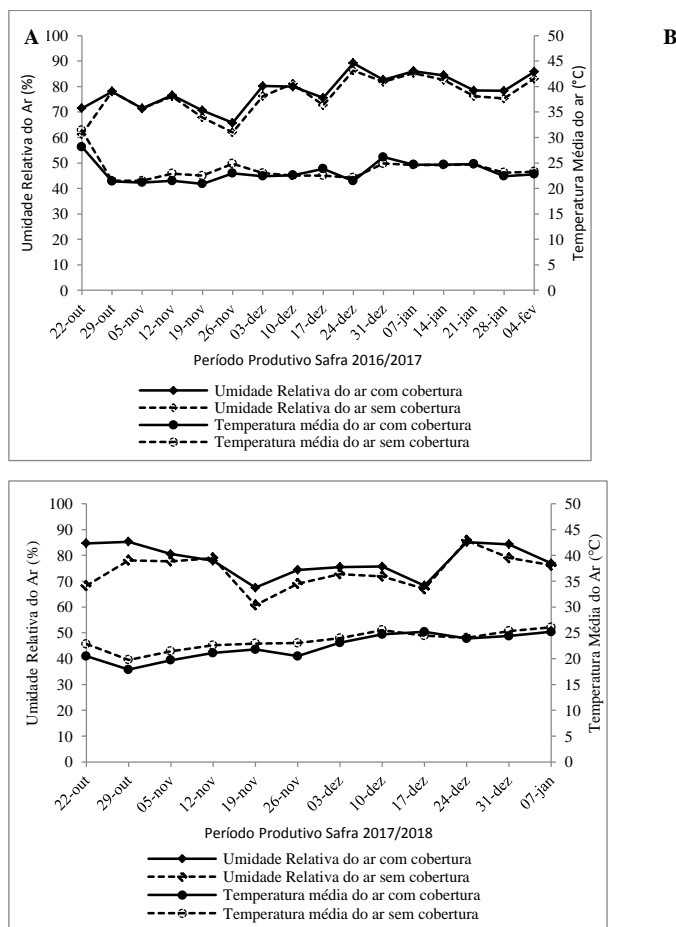 A
B
100
90
80
70
60
50
40
30
20
10
0
Umidade Relativa do Ar (%)
50
45
40
35
30
25
20
15
10
5
0
Temperatura Média do ar (°C)
22-out
29-out
05-nov
12-nov
19-nov
26-nov
03-dez
10-dez
17-dez
24-dez
31-dez
07-jan
14-jan
21-jan
28-jan
04-fev
Período Produtivo Safra 2016/2017
Umidade Relativa do ar com cobertura
Umidade Relativa do ar sem cobertura
Temperatura média do ar com cobertura
Temperatura média do ar sem cobertura
100
90
80
70
60
50
40
30
20
10
0
Umidade Relativa do Ar (%)
50
45
40
35
30
25
20
15
10
5
0
Temperatura Média do Ar (°C)
22-out
29-out
05-nov
12-nov
19-nov
26-nov
03-dez
10-dez
17-dez
24-dez
31-dez
07-jan
Período Produtivo Safra 2017/2018
Umidade Relativa do ar com cobertura
Umidade Relativa do ar sem cobertura
Temperatura média do ar com cobertura
Temperatura média do ar sem cobertura